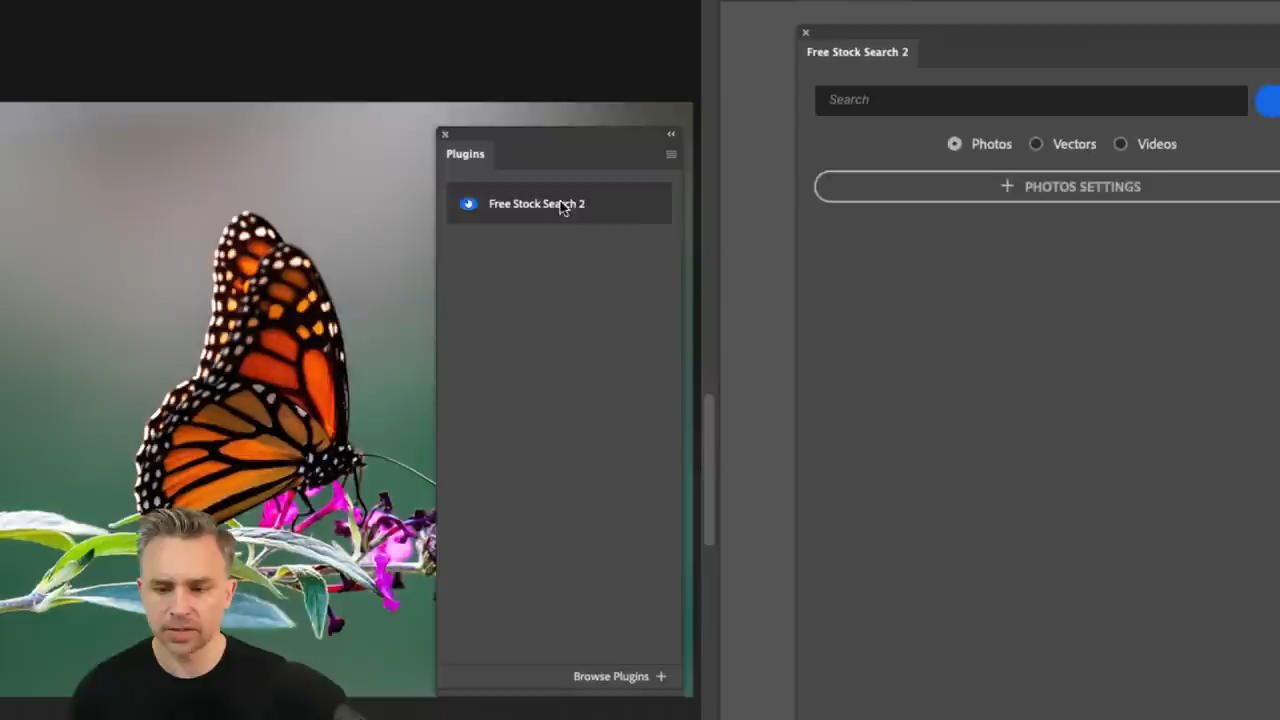 Plugins
Free Stock Search 2
Browse Plugins +
Free Stock Search 2
Search
Photos Vectors Videos
+ PHOTOS SETTINGS